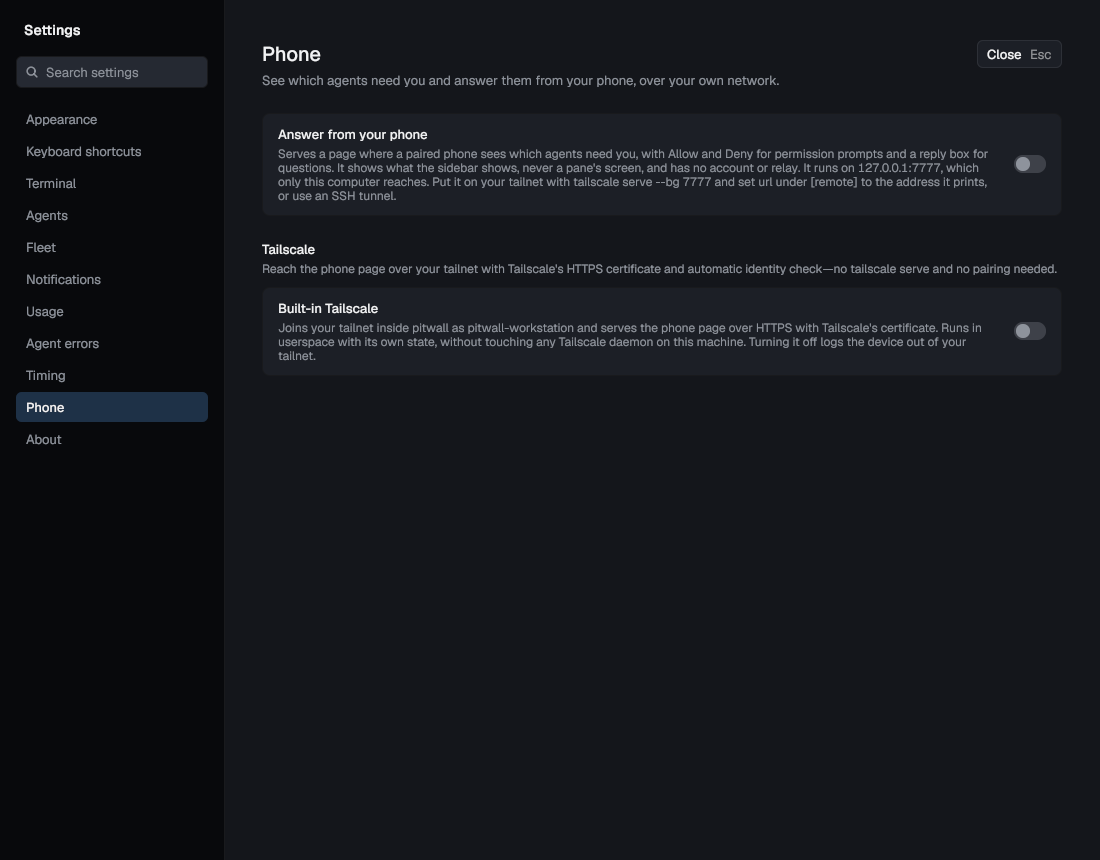 Settings
Search settings
Appearance
Keyboard shortcuts
Terminal
Agents
Fleet
Notifications
Usage
Agent errors
Timing
Phone
About
Phone
Close Esc
See which agents need you and answer them from your phone, over your own network.
Answer from your phone
Serves a page where a paired phone sees which agents need you, with Allow and Deny for permission prompts and a reply box for
questions. It shows what the sidebar shows, never a pane's screen, and has no account or relay. It runs on 127.0.0.1:7777, which
only this computer reaches. Put it on your tailnet with tailscale serve --bg 7777 and set url under [remote] to the address it prints,
or use an SSH tunnel.
Tailscale
Reach the phone page over your tailnet with Tailscale's HTTPS certificate and automatic identity check—no tailscale serve and no pairing needed.
Built-in Tailscale
Joins your tailnet inside pitwall as pitwall-workstation and serves the phone page over HTTPS with Tailscale's certificate. Runs in
userspace with its own state, without touching any Tailscale daemon on this machine. Turning it off logs the device out of your
tailnet.